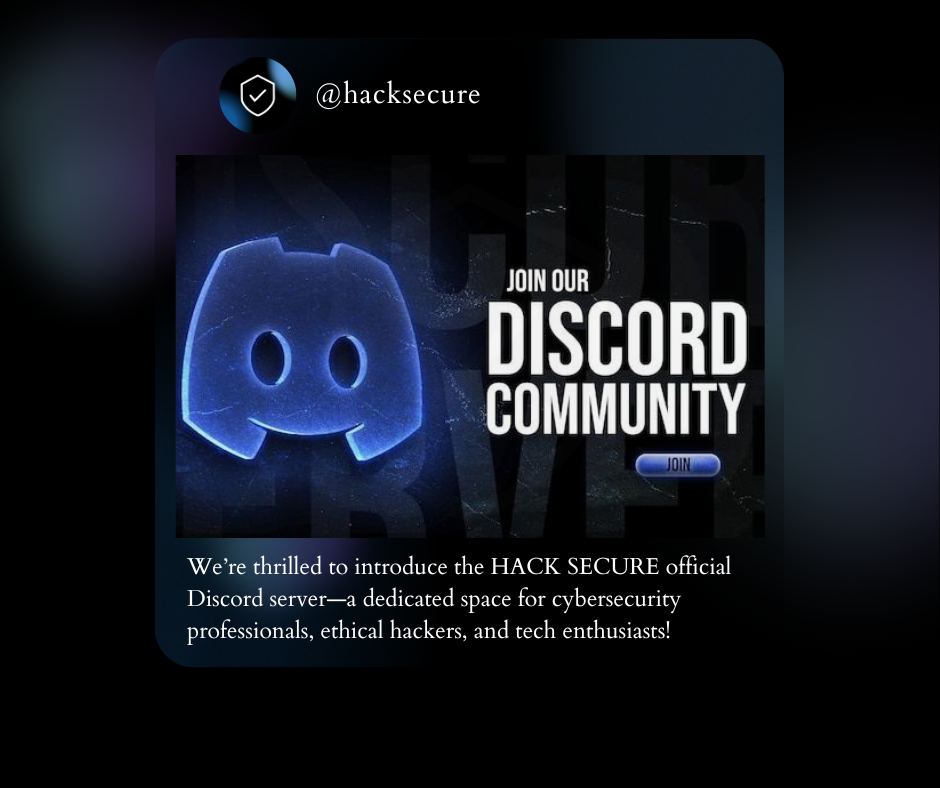 @hacksecure
JOIN OUR
DISCORD
COMMUNITY
JOIN
We're thrilled to introduce the HACK SECURE official
Discord server—a dedicated space for cybersecurity
professionals, ethical hackers, and tech enthusiasts!